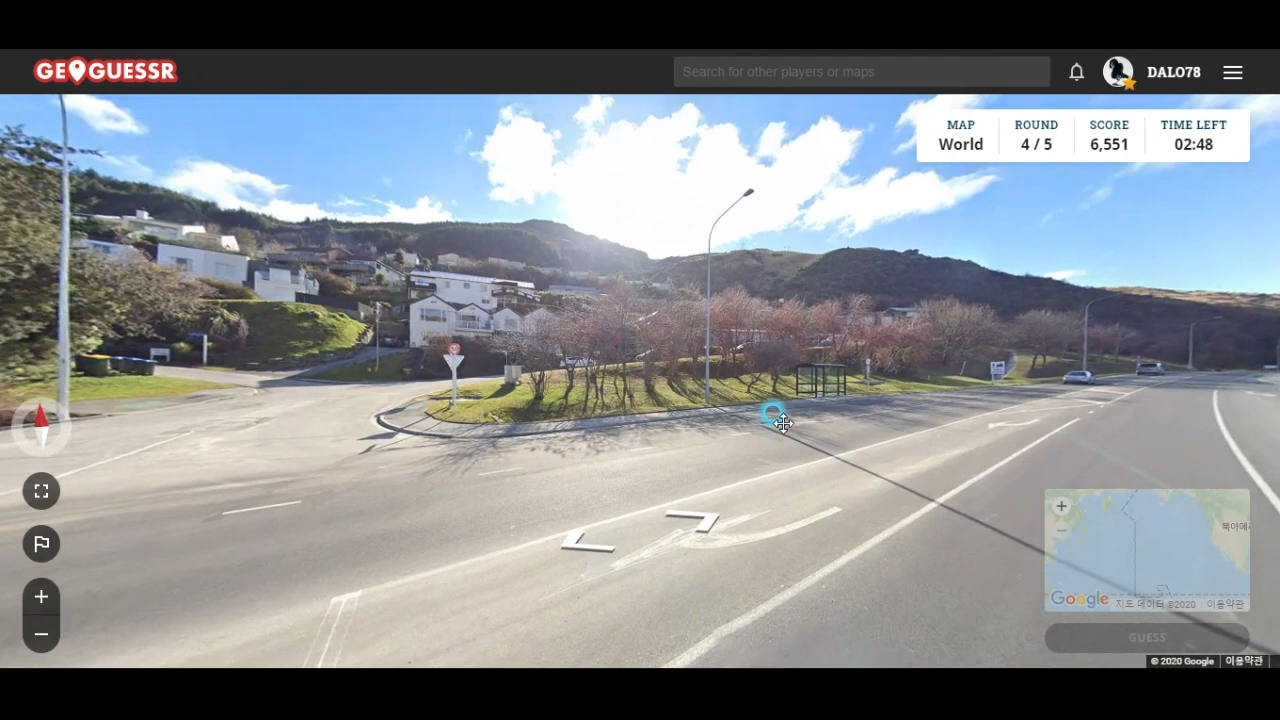 GEOGUESSR
Search for other players or maps
DALO78
MAP
World
ROUND
4 / 5
SCORE
6,551
TIME LEFT
02:48
Google
지도 데이터 ©2020
이용약관
GUESS
© 2020 Google
이용약관